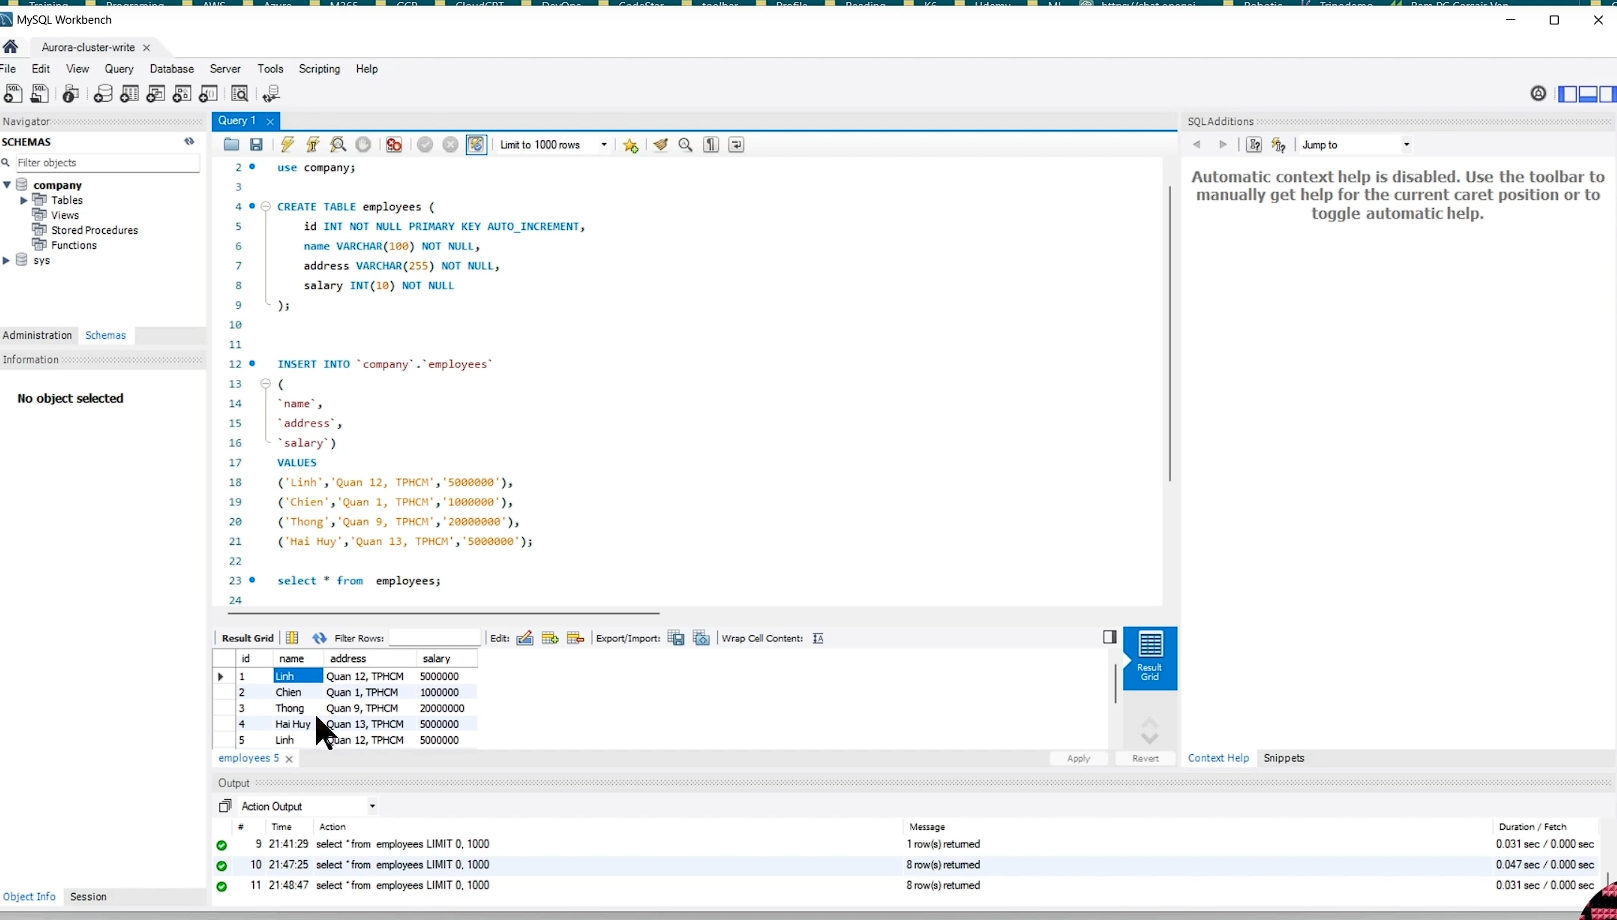 Training Programing AWS Azure M365 GCP DevOps CodeStar toolbar Profile Reading K6 Udemy ML
MySQL Workbench
Aurora-cluster-write
File Edit View Query Database Server Tools Scripting Help
Navigator
SCHEMAS
Filter objects
company
Tables
Views
Stored Procedures
Functions
sys
Administration Schemas
Information
No object selected
Object Info Session
Query 1
Limit to 1000 rows
2 use company;
3
4 CREATE TABLE employees (
5 id INT NOT NULL PRIMARY KEY AUTO_INCREMENT,
6 name VARCHAR(100) NOT NULL,
7 address VARCHAR(255) NOT NULL,
8 salary INT(10) NOT NULL
9 );
10
11
12 INSERT INTO `company`.`employees`
13 (
14 `name`,
15 `address`,
16 `salary`)
17 VALUES
18 ('Linh','Quan 12, TPHCM','5000000'),
19 ('Chien','Quan 1, TPHCM','1000000'),
20 ('Thong','Quan 9, TPHCM','20000000'),
21 ('Hai Huy','Quan 13, TPHCM','5000000');
22
23 select * from employees;
24
Result Grid Filter Rows: Edit: Export/Import: Wrap Cell Content:
id name address salary
1 Linh Quan 12, TPHCM 5000000
2 Chien Quan 1, TPHCM 1000000
3 Thong Quan 9, TPHCM 20000000
4 Hai Huy Quan 13, TPHCM 5000000
5 Linh Quan 12, TPHCM 5000000
Result
Grid
employees 5 Apply Revert
SQLAdditions
Jump to
Automatic context help is disabled. Use the toolbar to
manually get help for the current caret position or to
toggle automatic help.
Context Help Snippets
Output
Action Output
# Time Action Message Duration / Fetch
9 21:41:29 select * from employees LIMIT 0, 1000 1 row(s) returned 0.031 sec / 0.000 sec
10 21:47:25 select * from employees LIMIT 0, 1000 8 row(s) returned 0.047 sec / 0.000 sec
11 21:48:47 select * from employees LIMIT 0, 1000 8 row(s) returned 0.031 sec / 0.000 sec